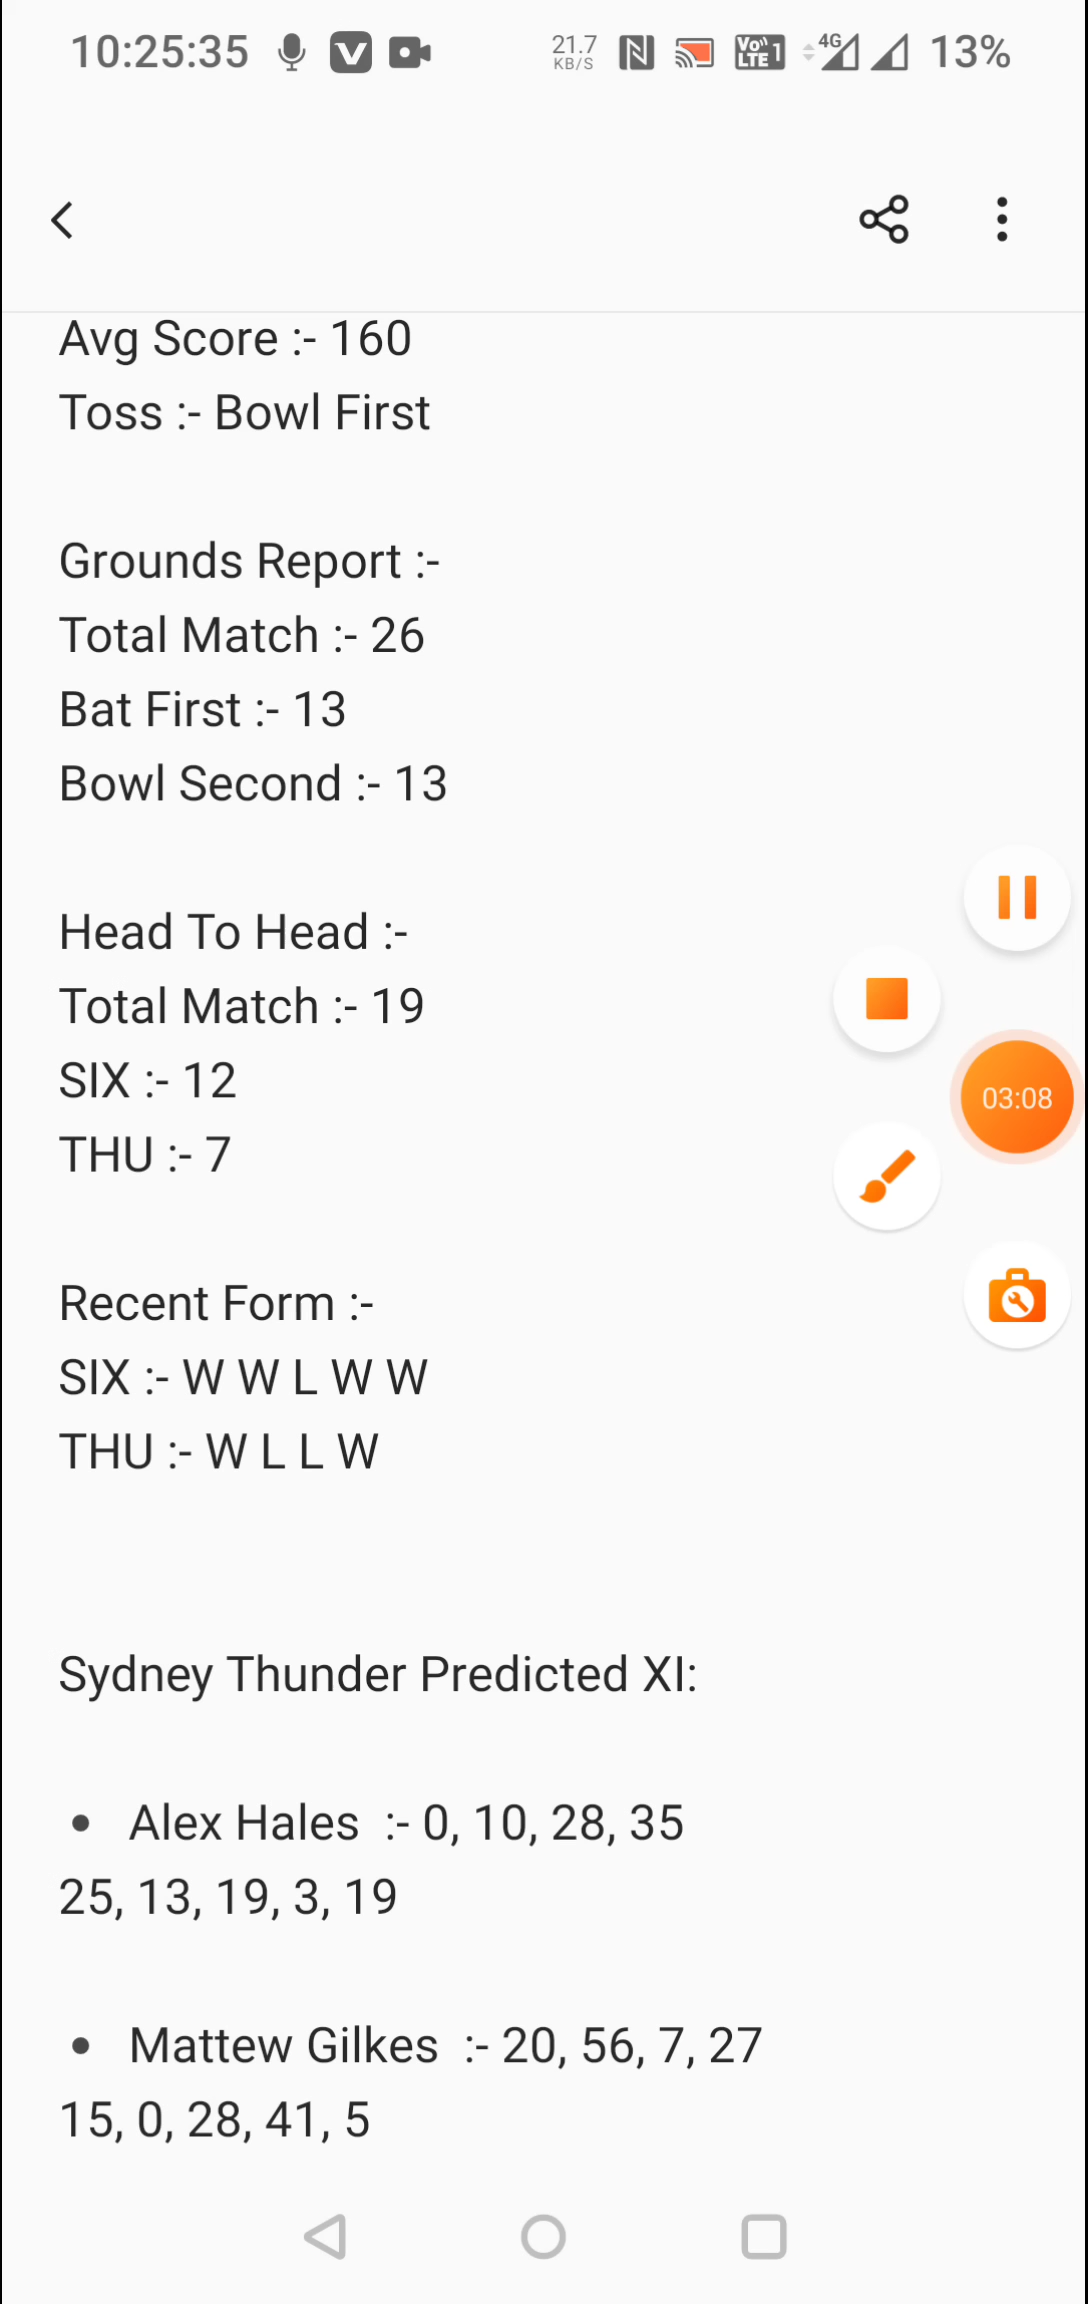 10:25:35 21.7 KB/S Vo LTE 1 4G 13%
Avg Score :- 160
Toss :- Bowl First
Grounds Report :-
Total Match :- 26
Bat First :- 13
Bowl Second :- 13
Head To Head :-
Total Match :- 19
SIX :- 12
THU :- 7
03:08
Recent Form :-
SIX :- W W L W W
THU :- W L L W
Sydney Thunder Predicted XI:
• Alex Hales :- 0, 10, 28, 35
25, 13, 19, 3, 19
• Mattew Gilkes :- 20, 56, 7, 27
15, 0, 28, 41, 5